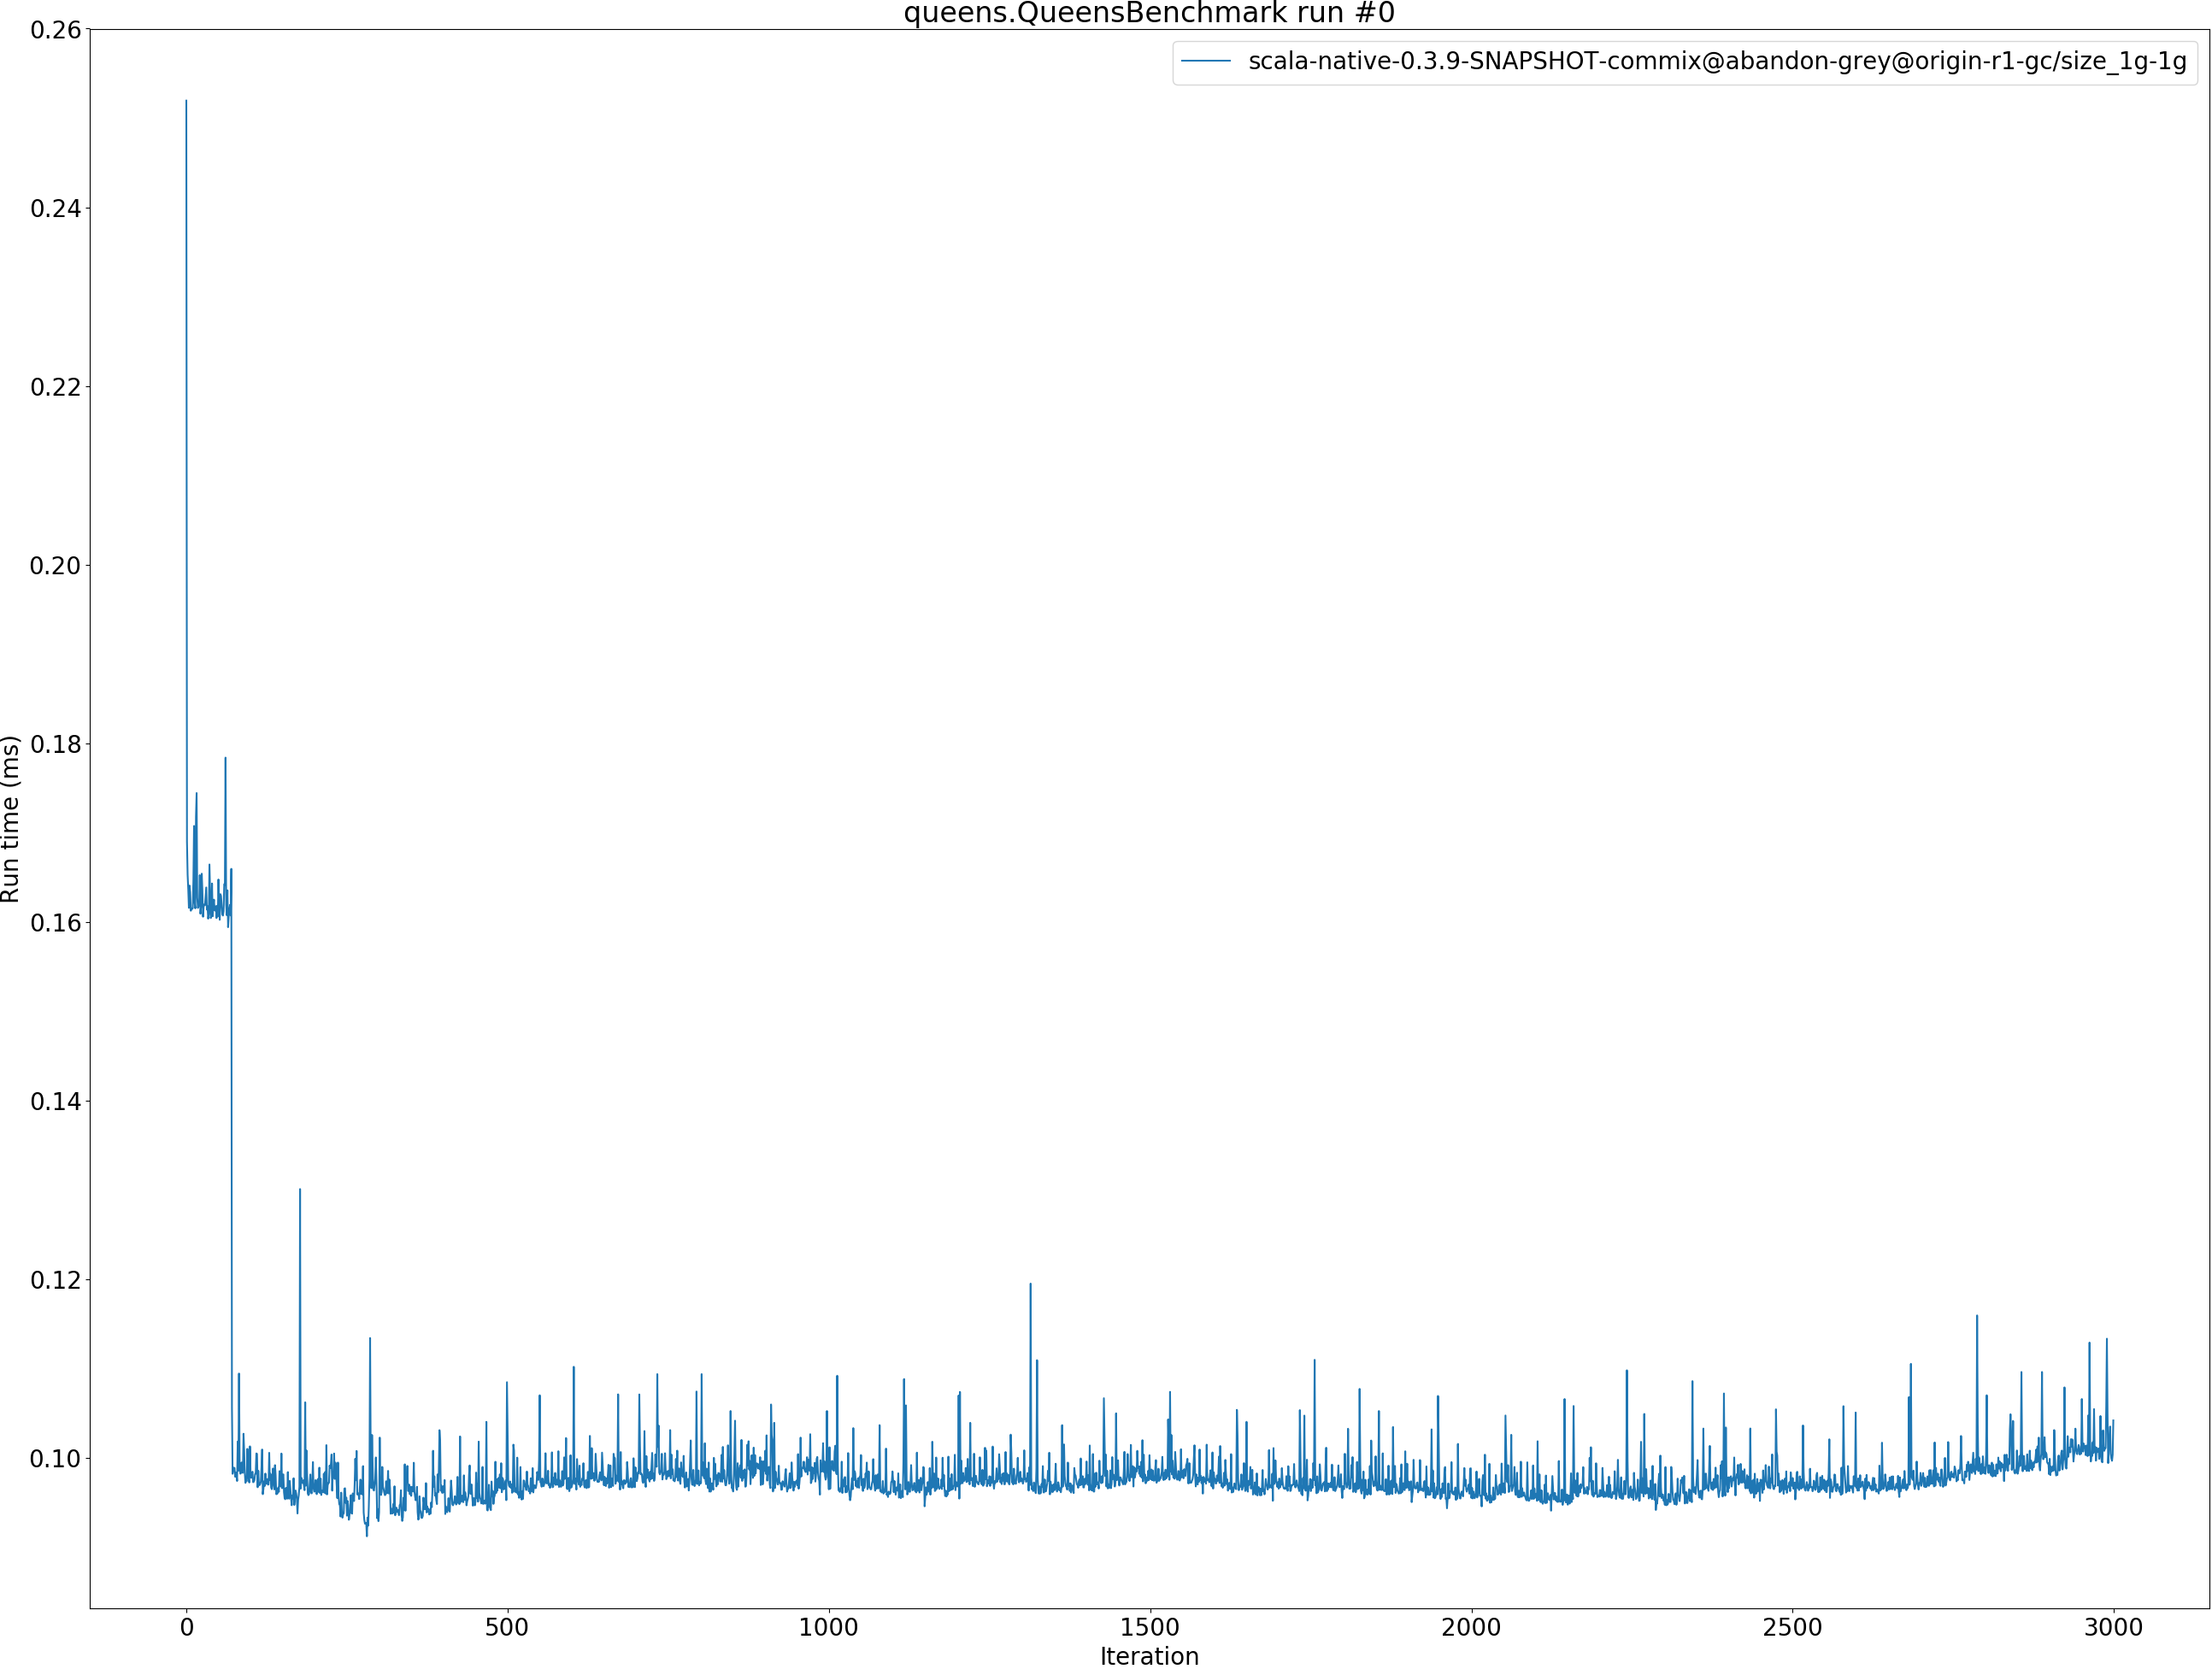 queens.QueensBenchmark run #0
scala-native-0.3.9-SNAPSHOT-commix@abandon-grey@origin-r1-gc/size_1g-1g
0.26
0.24
0.22
0.20
0.18
0.16
0.14
0.12
0.10
Run time (ms)
0 500 1000 1500 2000 2500 3000
Iteration